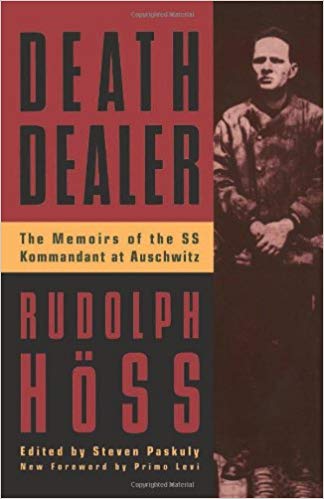 DEATH
DEALER
The Memoirs of the SS
Kommandant at Auschwitz
RUDOLPH
HÖSS
Edited by Steven Paskuly
New Foreword by Primo Levi